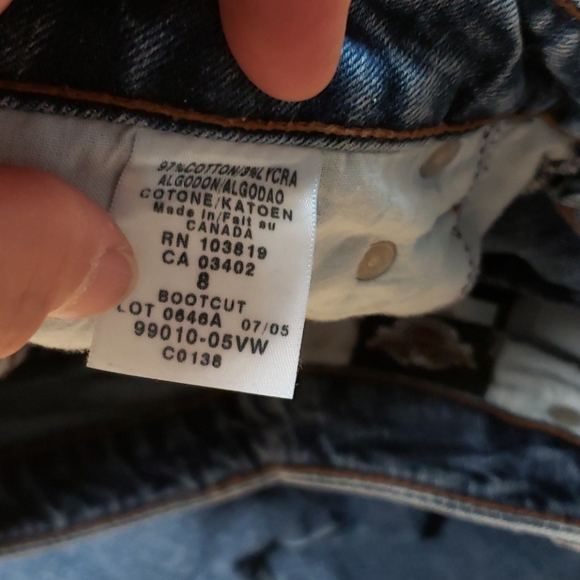 97%COTTON/3%LYCRA
ALGODON/ALGODAO
COTONE/KATOEN
Made in/Fait au
CANADA
RN 103819
CA 03402
8
BOOTCUT
LOT 0646A 07/05
99010-05VW
C0138